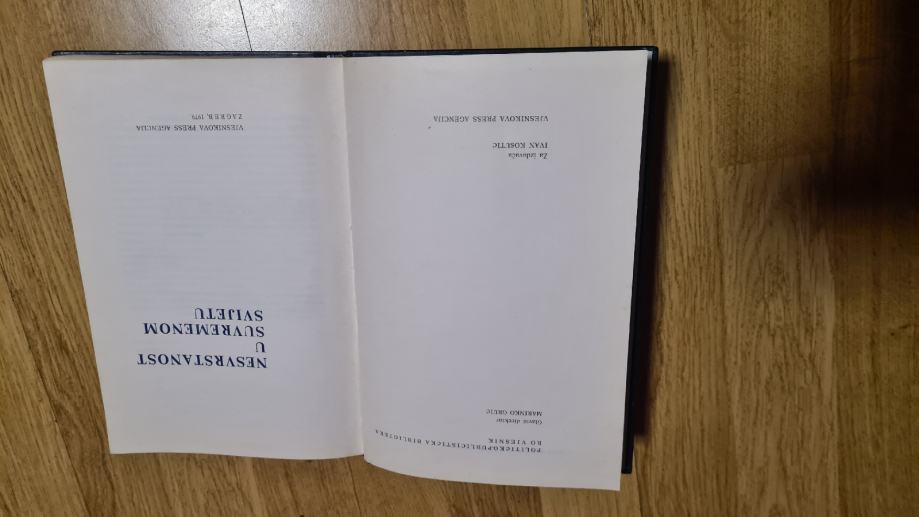 POLITIČKOPUBLICISTIČKA BIBLIOTEKA
RO VJESNIK
Glavni direktor
MARINKO GRUIĆ
Za izdavača
IVAN KOŠUTIĆ
VJESNIKOVA PRESS AGENCIJA
NESVRSTANOST
U
SUVREMENOM
SVIJETU
VJESNIKOVA PRESS AGENCIJA
ZAGREB, 1979